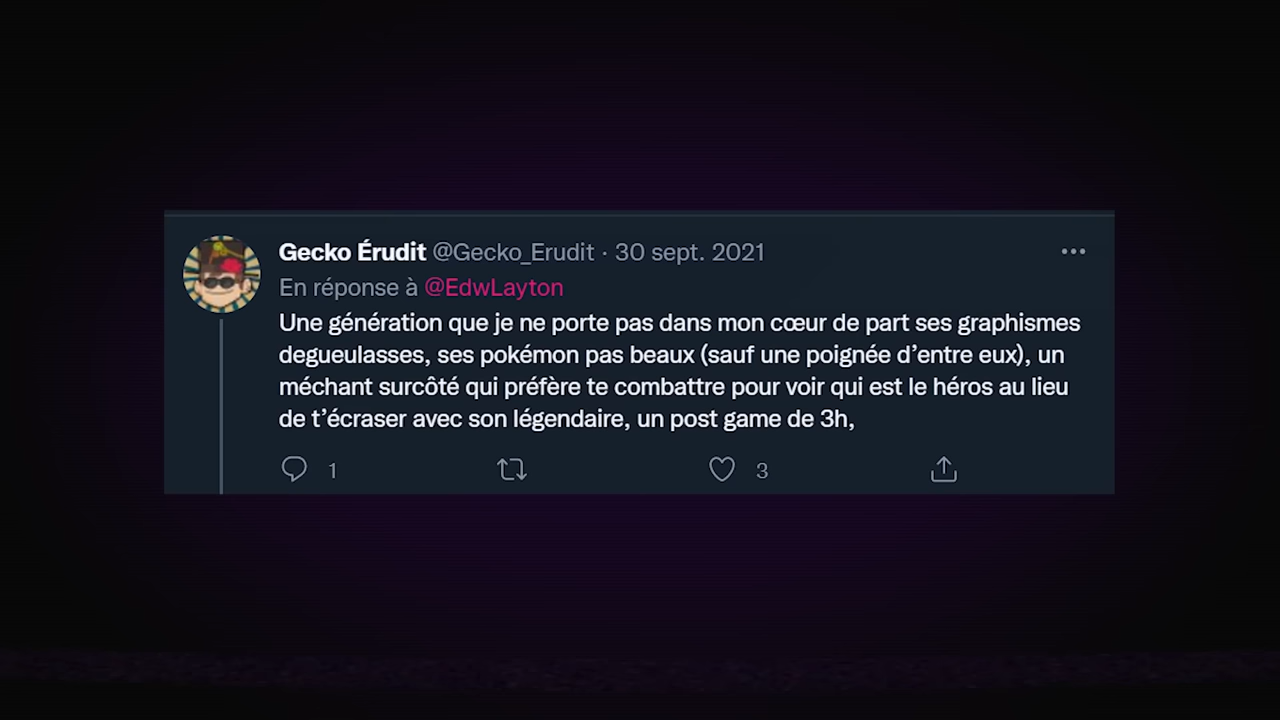 Gecko Érudit @Gecko_Erudit · 30 sept. 2021
En réponse à @EdwLayton
Une génération que je ne porte pas dans mon cœur de part ses graphismes
degueulasses, ses pokémon pas beaux (sauf une poignée d'entre eux), un
méchant surcôté qui préfère te combattre pour voir qui est le héros au lieu
de t'écraser avec son légendaire, un post game de 3h,
1 3